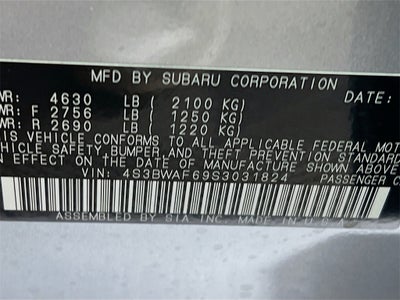 MFD BY SUBARU CORPORATION
WR: 4630 LB ( 2100 KG) DATE:
WR: F 2756 LB ( 1250 KG)
WR: R 2690 LB ( 1220 KG)
IS VEHICLE CONFORMS TO ALL APPLICABLE FEDERAL MOT
HICLE SAFETY BUMPER, AND THEFT PREVENTION STANDARD
N EFFECT ON THE DATE OF MANUFACTURE SHOWN ABOVE
VIN: 4S3BWAF69S3031824 PASSENGER C
ASSEMBLED BY SIA, INC., MADE IN